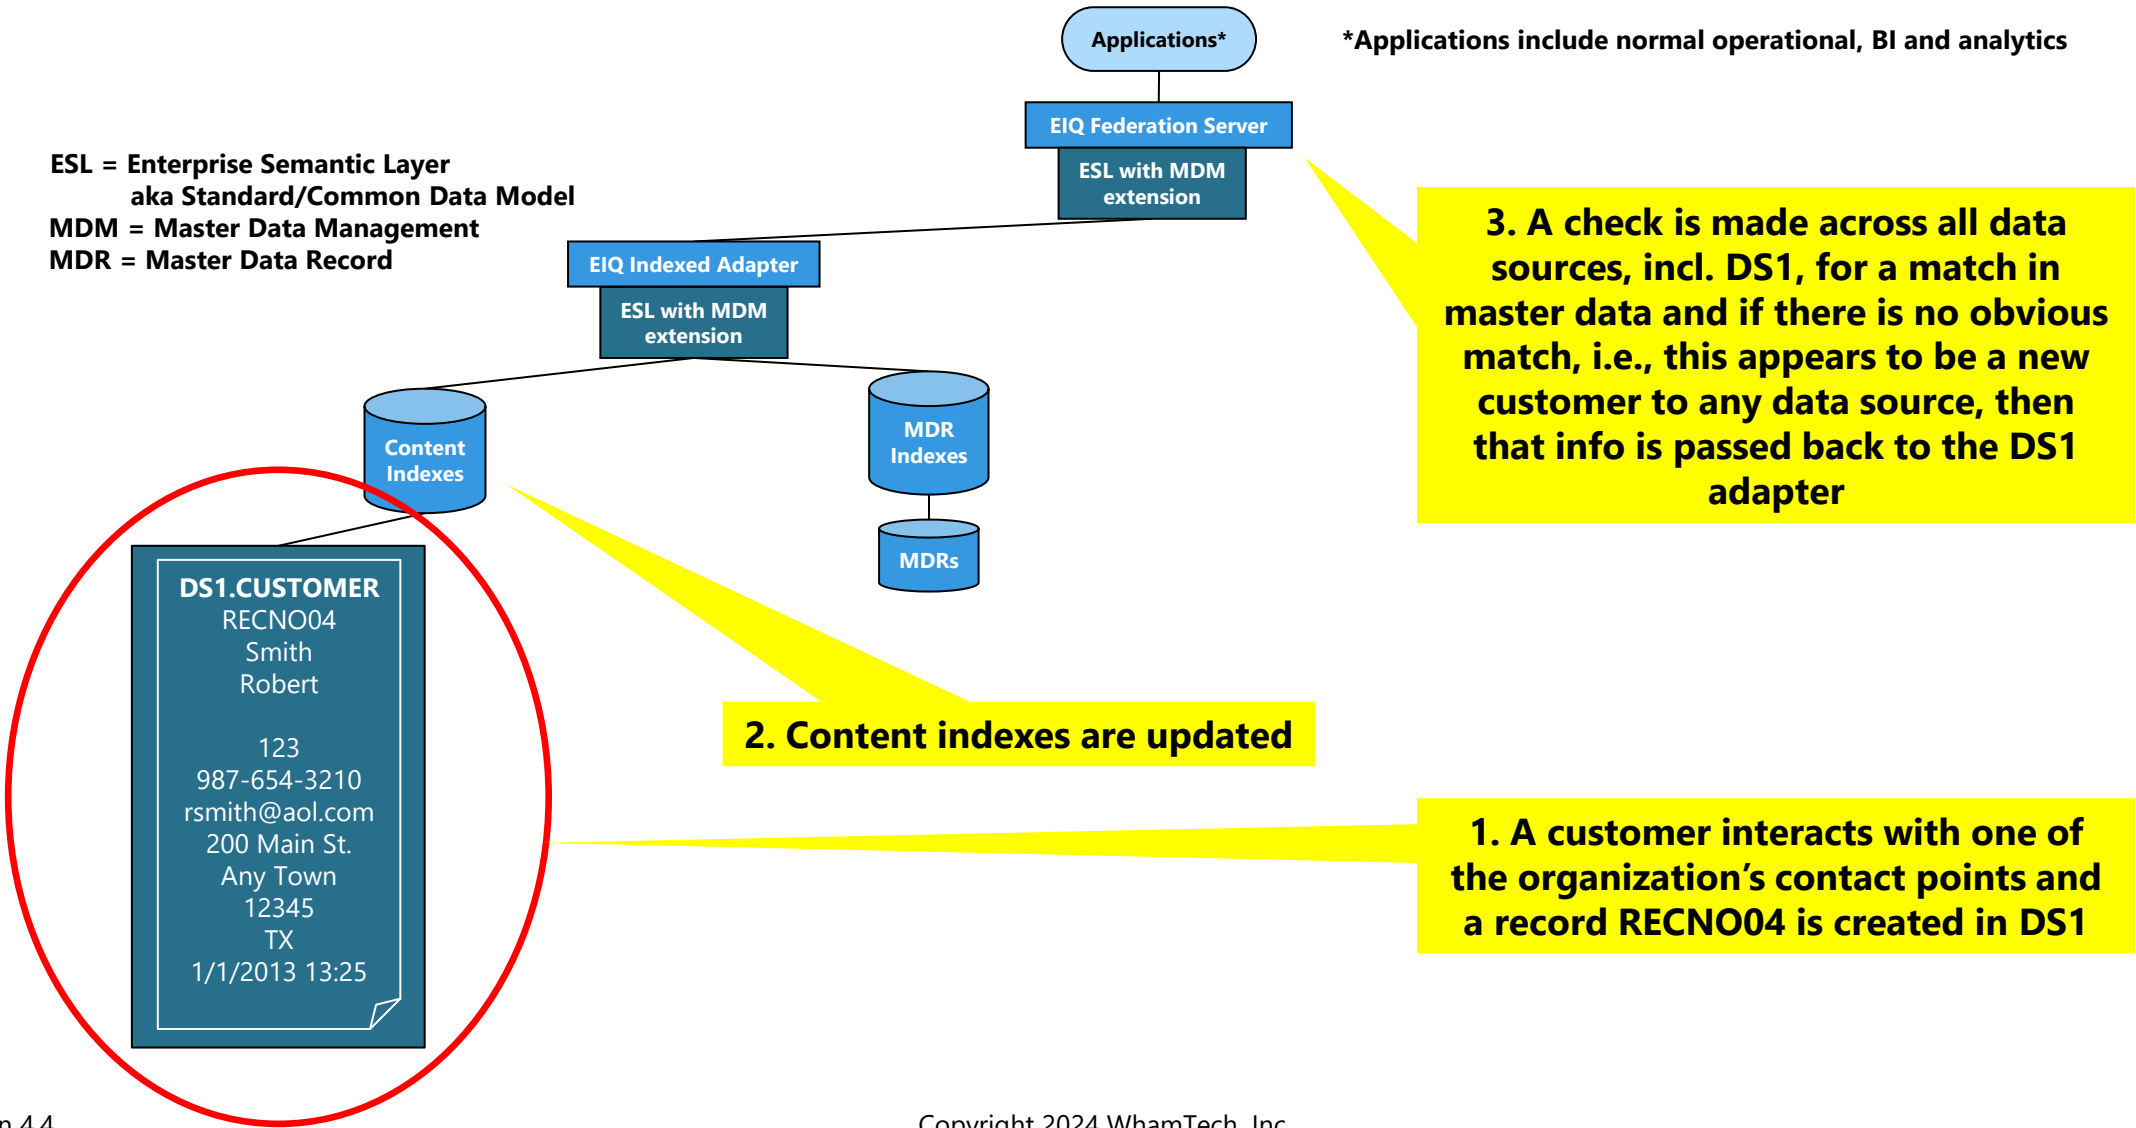 Applications*
*Applications include normal operational, BI and analytics
EIQ Federation Server
ESL with MDM
extension
ESL = Enterprise Semantic Layer
aka Standard/Common Data Model
MDM = Master Data Management
MDR = Master Data Record
EIQ Indexed Adapter
ESL with MDM
extension
3. A check is made across all data
sources, incl. DS1, for a match in
master data and if there is no obvious
match, i.e., this appears to be a new
customer to any data source, then
that info is passed back to the DS1
adapter
Content
Indexes
MDR
Indexes
MDRs
DS1.CUSTOMER
RECNO04
Smith
Robert
123
987-654-3210
rsmith@aol.com
200 Main St.
Any Town
12345
TX
1/1/2013 13:25
2. Content indexes are updated
1. A customer interacts with one of
the organization’s contact points and
a record RECNO04 is created in DS1
4.4
Copyright 2024 WhamTech, Inc